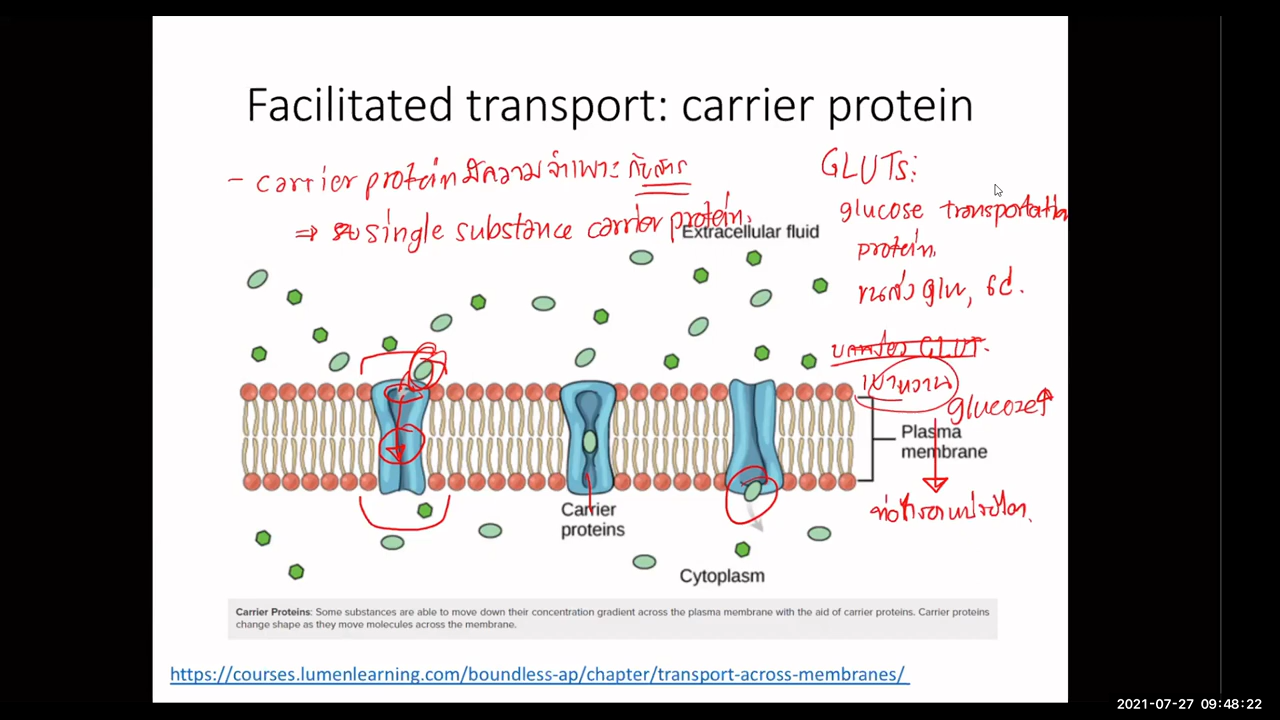 Facilitated transport: carrier protein
- carrier protein มีความจำเพาะ กับสาร
⇒ single substance carrier protein.
GLUTs:
glucose transportation
protein.
ขนส่ง glu,
Extracellular fluid
GLUT.
เบาหวาน
glucose↑
Plasma
membrane
Carrier
proteins
Cytoplasm
Carrier Proteins: Some substances are able to move down their concentration gradient across the plasma membrane with the aid of carrier proteins. Carrier proteins
change shape as they move molecules across the membrane.
https://courses.lumenlearning.com/boundless-ap/chapter/transport-across-membranes/
2021-07-27 09:48:22